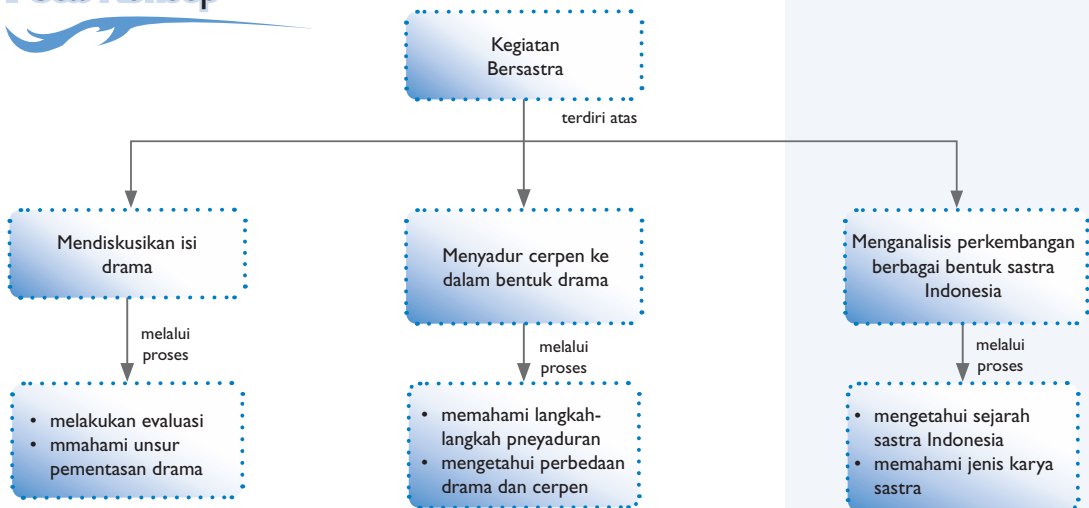 Kegiatan
Bersastra
terdiri atas
Mendiskusikan isi
drama
Menyadur cerpen ke
dalam bentuk drama
Menganalisis perkembangan
berbagai bentuk sastra
Indonesia
melalui
proses
melalui
proses
melalui
proses
• melakukan evaluasi
• mmahami unsur
pementasan drama
• memahami langkah-
langkah pneyaduran
• mengetahui perbedaan
drama dan cerpen
• mengetahui sejarah
sastra Indonesia
• memahami jenis karya
sastra